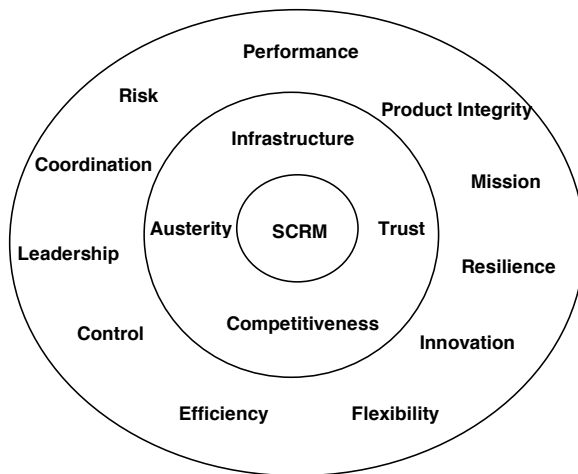 Performance
Risk
Product Integrity
Infrastructure
Coordination
Mission
Austerity
SCRM
Trust
Leadership
Resilience
Competitiveness
Control
Innovation
Efficiency
Flexibility